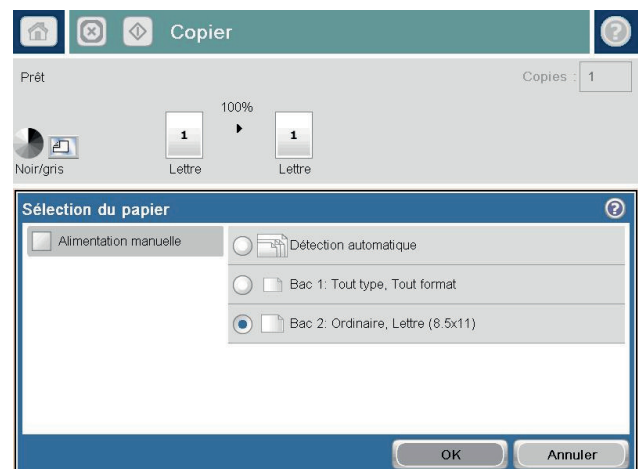 Copier
Prêt
Copies : 1
100%
1
1
Noir/gris
Lettre
Lettre
Sélection du papier
Alimentation manuelle
Détection automatique
Bac 1: Tout type, Tout format
Bac 2: Ordinaire, Lettre (8.5x11)
OK
Annuler